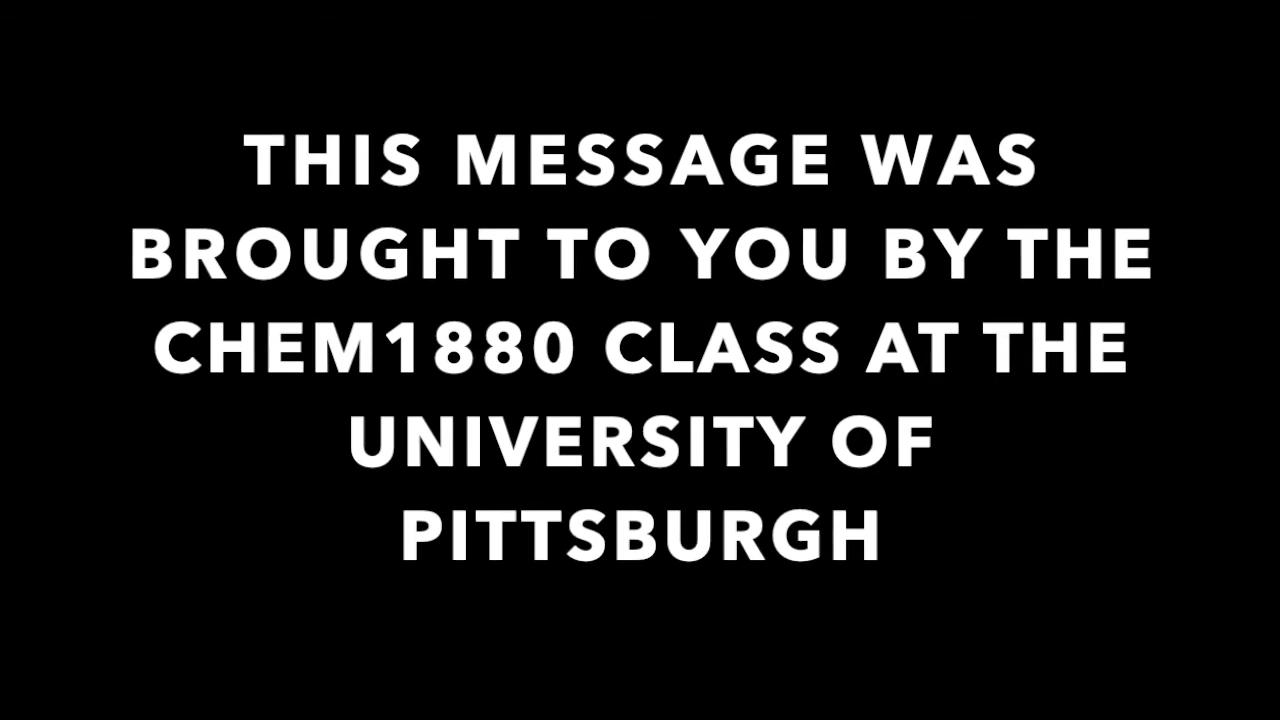 THIS MESSAGE WAS
BROUGHT TO YOU BY THE
CHEM1880 CLASS AT THE
UNIVERSITY OF
PITTSBURGH